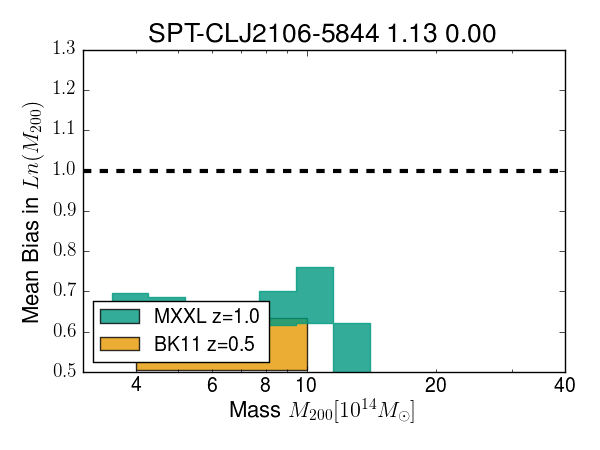 SPT-CLJ2106-5844 1.13 0.00
Mean Bias in Ln(M200)
1.3
1.2
1.1
1.0
0.9
0.8
0.7
0.6
0.5
MXXL z=1.0
BK11 z=0.5
4 6 8 10 20 40
Mass M200[10^14 M⊙]